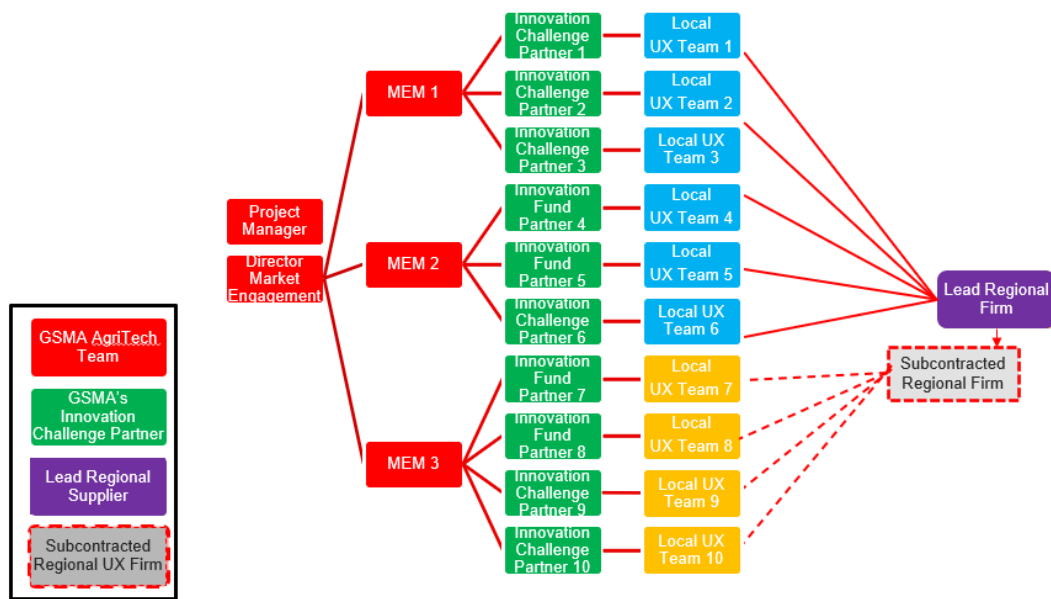 Innovation
Challenge
Partner 1
Local
UX Team 1
MEM 1
Innovation
Challenge
Partner 2
Local
UX Team 2
Innovation
Challenge
Partner 3
Local UX
Team 3
Project
Manager
Innovation
Fund
Partner 4
Local
UX Team 4
Director
Market
Engagement
MEM 2
Innovation
Fund
Partner 5
Local
UX Team 5
Lead Regional
Firm
Innovation
Challenge
Partner 6
Local UX
Team 6
GSMA AgriTech
Team
Innovation
Fund
Partner 7
Local
UX Team 7
Subcontracted
Regional Firm
GSMA's
Innovation
Challenge Partner
MEM 3
Innovation
Fund
Partner 8
Local
UX Team 8
Lead Regional
Supplier
Innovation
Challenge
Partner 9
Local UX
Team 9
Subcontracted
Regional UX Firm
Innovation
Challenge
Partner 10
Local UX
Team 10